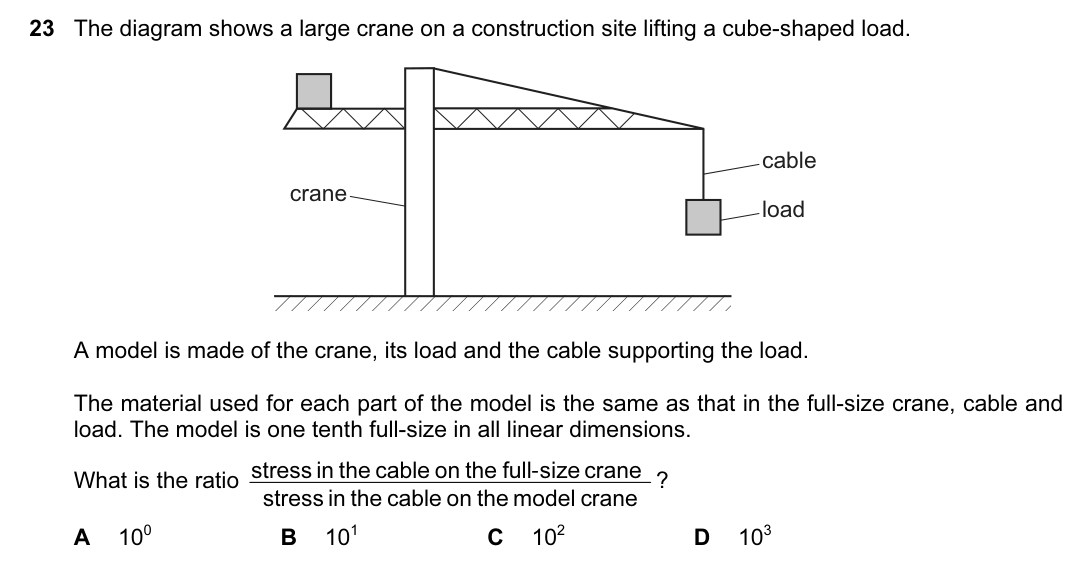 23 The diagram shows a large crane on a construction site lifting a cube-shaped load.
crane
cable
load
A model is made of the crane, its load and the cable supporting the load.
The material used for each part of the model is the same as that in the full-size crane, cable and
load. The model is one tenth full-size in all linear dimensions.
What is the ratio stress in the cable on the full-size crane / stress in the cable on the model crane ?
A 10⁰ B 10¹ C 10² D 10³